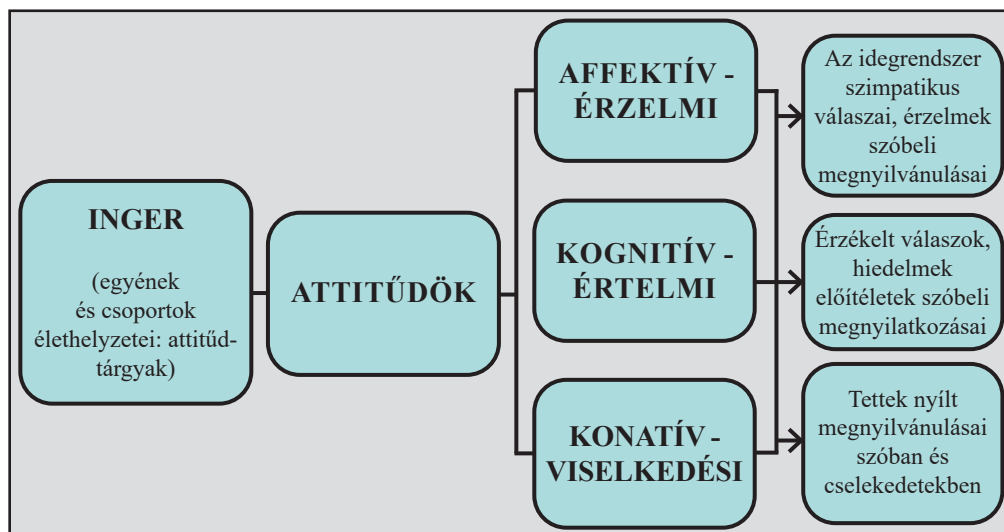 INGER
(egyének
és csoportok
élethelyzetei: attitűd-
tárgyak)
ATTITŰDÖK
AFFEKTÍV -
ÉRZELMI
KOGNITÍV -
ÉRTELMI
KONATÍV -
VISELKEDÉSI
Az idegrendszer
szimpatikus
válaszai, érzelmek
szóbeli
megnyilvánulásai
Érzékelt válaszok,
hiedelmek
előítéletek szóbeli
megnyilatkozásai
Tettek nyílt
megnyilvánulásai
szóban és
cselekedetekben